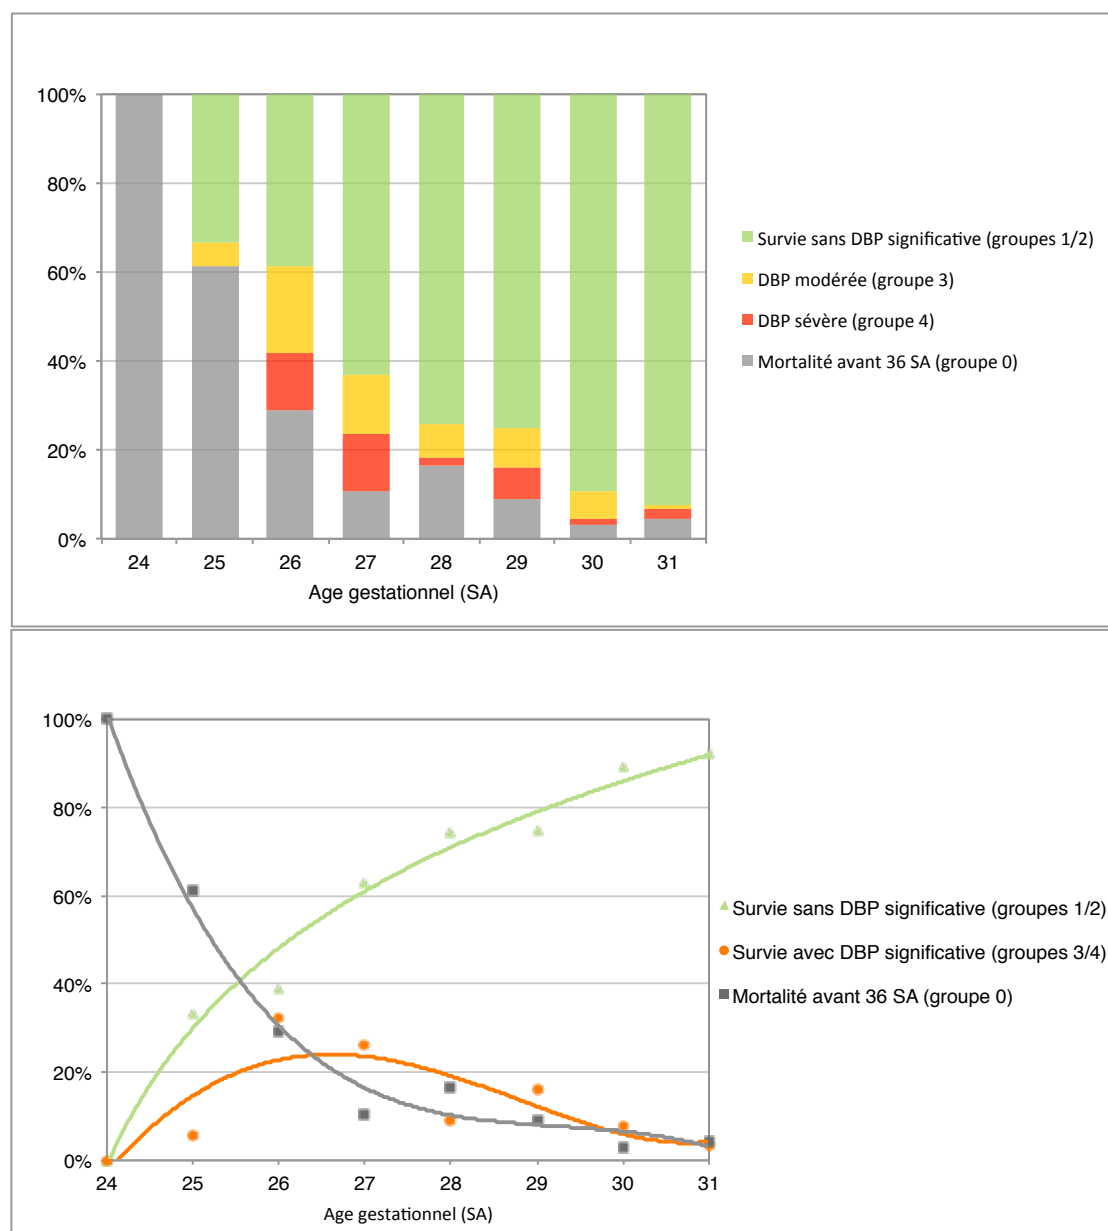 100%
80%
60%
40%
20%
0%
24 25 26 27 28 29 30 31
Age gestationnel (SA)
Survie sans DBP significative (groupes 1/2)
DBP modérée (groupe 3)
DBP sévère (groupe 4)
Mortalité avant 36 SA (groupe 0)
100%
80%
60%
40%
20%
0%
24 25 26 27 28 29 30 31
Age gestationnel (SA)
Survie sans DBP significative (groupes 1/2)
Survie avec DBP significative (groupes 3/4)
Mortalité avant 36 SA (groupe 0)